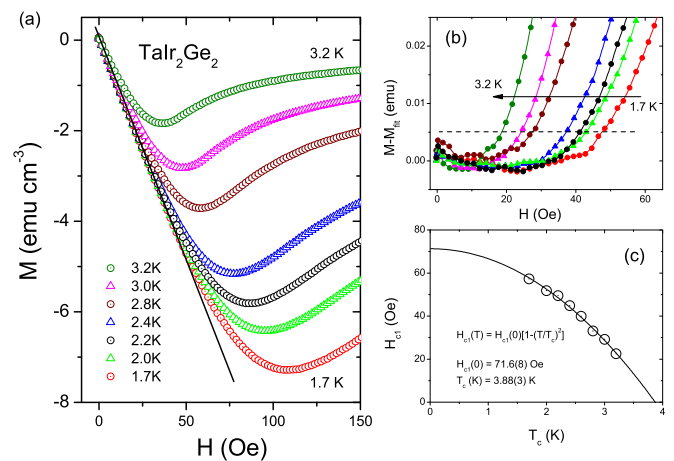 (a)
TaIr2Ge2
3.2 K
0
-2
-4
-6
-8
M (emu cm-3)
3.2K
3.0K
2.8K
2.4K
2.2K
2.0K
1.7K
1.7 K
0 50 100 150
H (Oe)
(b)
0.02
0.01
0.00
M-Mfit (emu)
3.2 K
1.7 K
0 20 40 60
H (Oe)
(c)
80
60
40
20
0
Hc1 (Oe)
Hc1(T) = Hc1(0)[1-(T/Tc)2]
Hc1(0) = 71.6(8) Oe
Tc (K) = 3.88(3) K
0 1 2 3 4
Tc (K)